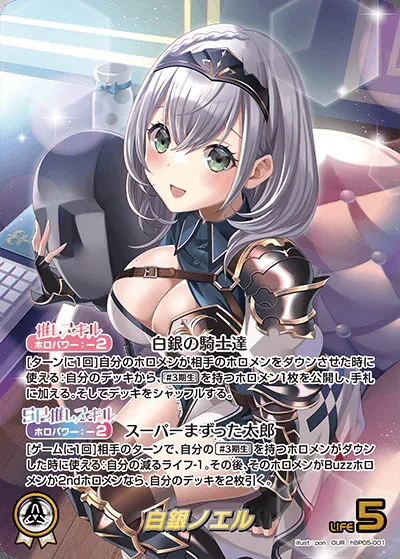 推しスキル
ホロパワー：－2
白銀の騎士達
[ターンに1回]自分のホロメンが相手のホロメンをダウンさせた時に
使える：自分のデッキから、#3期生を持つホロメン1枚を公開し、手札
に加える。そしてデッキをシャッフルする。
SP推しスキル
ホロパワー：－2
スーパーまずった太郎
[ゲームに1回]相手のターンで、自分の#3期生を持つホロメンがダウン
した時に使える：自分の減るライフ-1。その後、そのホロメンがBuzzホロ
メンか2ndホロメンなら、自分のデッキを2枚引く。
白銀ノエル
LIFE 5
illust pon OUR hBP05-001